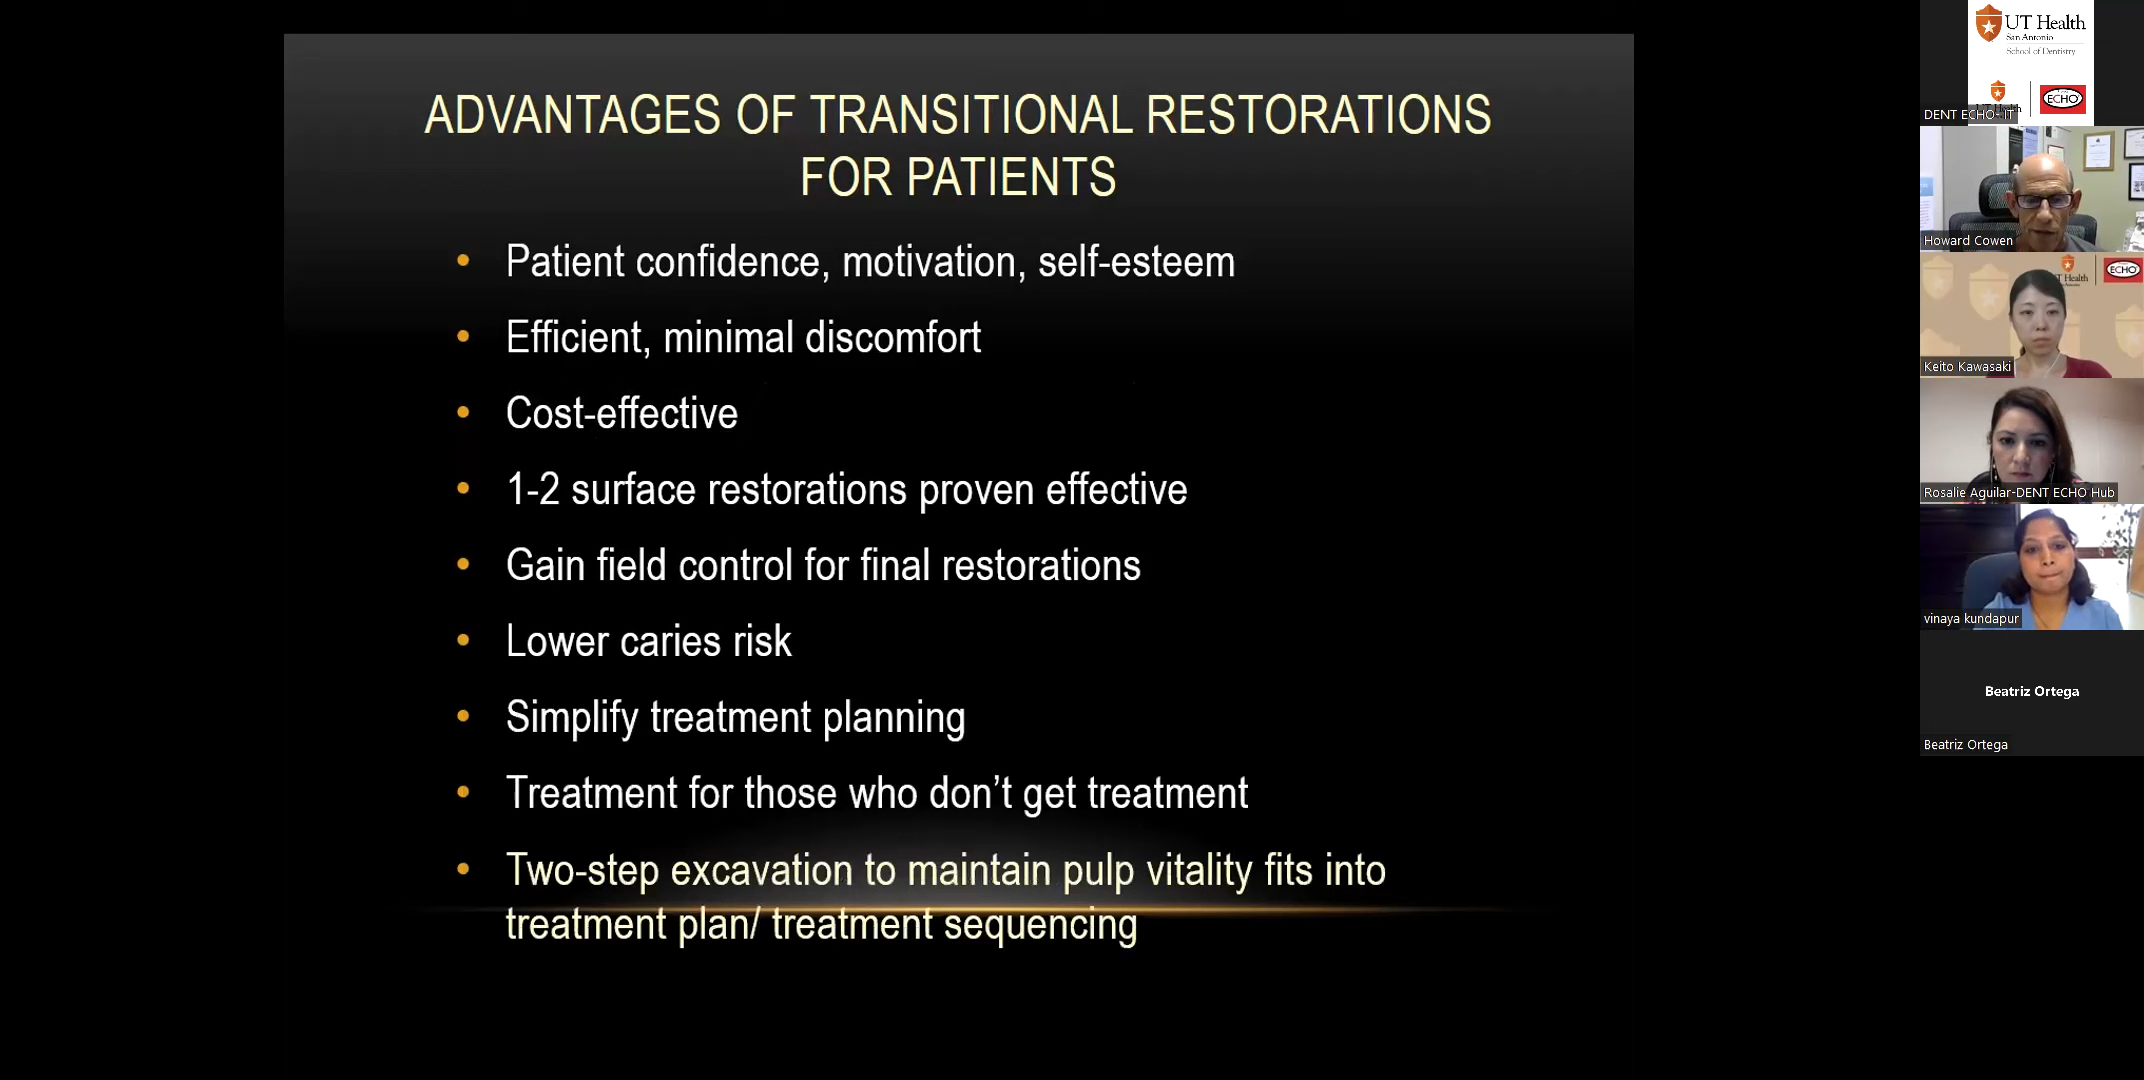 ADVANTAGES OF TRANSITIONAL RESTORATIONS
FOR PATIENTS
• Patient confidence, motivation, self-esteem
• Efficient, minimal discomfort
• Cost-effective
• 1-2 surface restorations proven effective
• Gain field control for final restorations
• Lower caries risk
• Simplify treatment planning
• Treatment for those who don’t get treatment
• Two-step excavation to maintain pulp vitality fits into
treatment plan/ treatment sequencing
UT Health
San Antonio
School of Dentistry
UT Health
ECHO
DENT ECHO- IT
Howard Cowen
Health
ECHO
Keito Kawasaki
Rosalie Aguilar-DENT ECHO Hub
vinaya kundapur
Beatriz Ortega
Beatriz Ortega